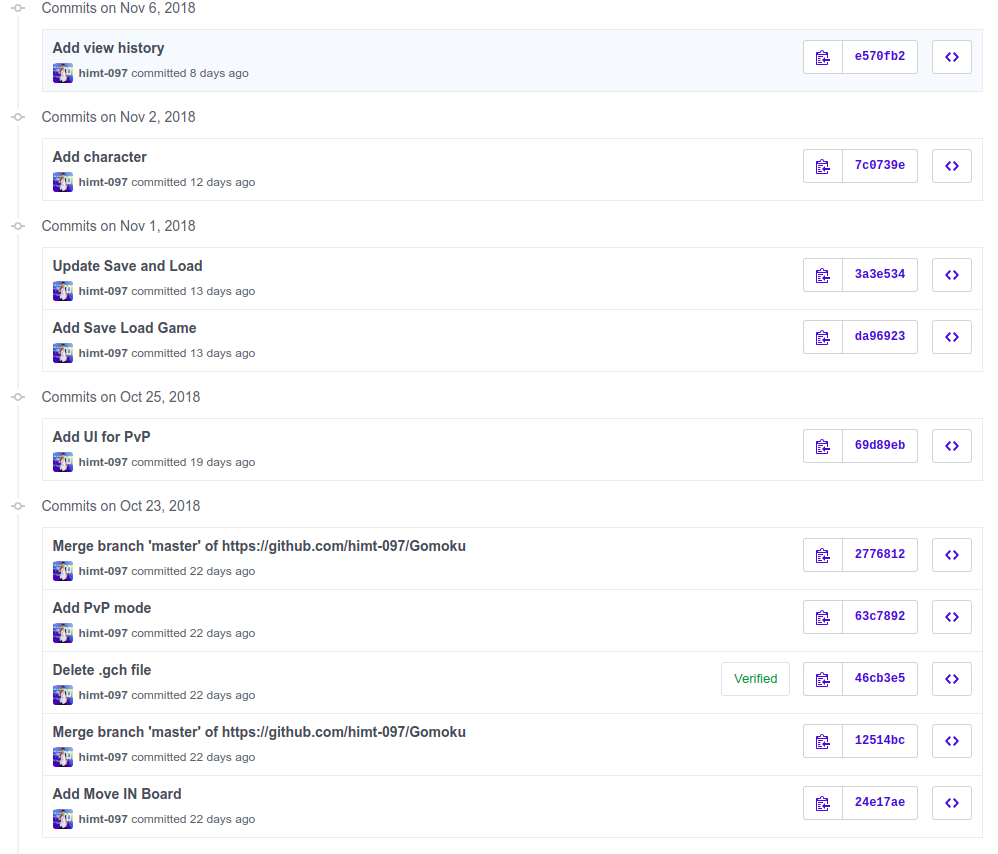 Commits on Nov 6, 2018
Add view history
himt-097 committed 8 days ago
e570fb2
Commits on Nov 2, 2018
Add character
himt-097 committed 12 days ago
7c0739e
Commits on Nov 1, 2018
Update Save and Load
himt-097 committed 13 days ago
3a3e534
Add Save Load Game
himt-097 committed 13 days ago
da96923
Commits on Oct 25, 2018
Add UI for PvP
himt-097 committed 19 days ago
69d89eb
Commits on Oct 23, 2018
Merge branch 'master' of https://github.com/himt-097/Gomoku
himt-097 committed 22 days ago
2776812
Add PvP mode
himt-097 committed 22 days ago
63c7892
Delete .gch file
himt-097 committed 22 days ago
Verified
46cb3e5
Merge branch 'master' of https://github.com/himt-097/Gomoku
himt-097 committed 22 days ago
12514bc
Add Move IN Board
himt-097 committed 22 days ago
24e17ae